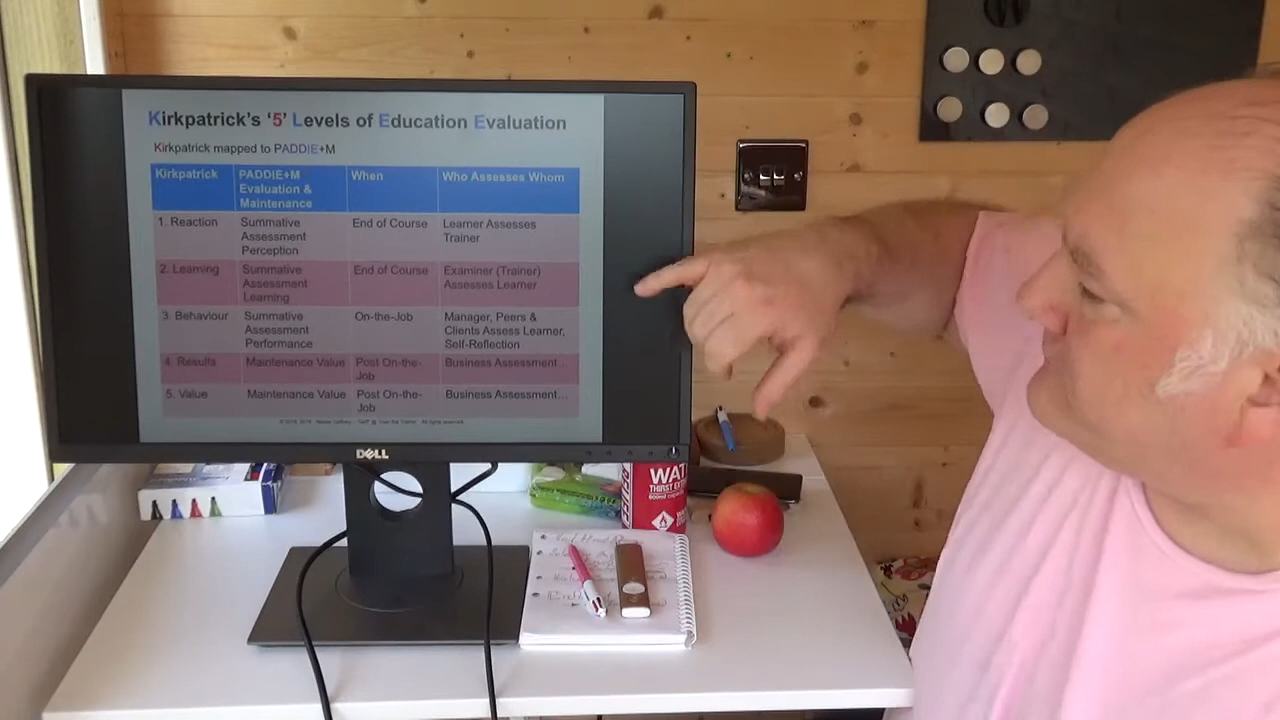 Kirkpatrick's '5' Levels of Education Evaluation
Kirkpatrick mapped to PADDIE+M
Kirkpatrick
PADDIE+M
Evaluation &
Maintenance
When
Who Assesses Whom
1. Reaction
Summative
Assessment
Perception
End of Course
Learner Assesses
Trainer
2. Learning
Summative
Assessment
Learning
End of Course
Examiner (Trainer)
Assesses Learner
3. Behaviour
Summative
Assessment
Performance
On-the-Job
Manager, Peers &
Clients Assess Learner,
Self-Reflection
4. Results
Maintenance Value
Post On-the-
Job
Business Assessment...
5. Value
Maintenance Value
Post On-the-
Job
Business Assessment...
All rights reserved
DELL
WAT
THIRST